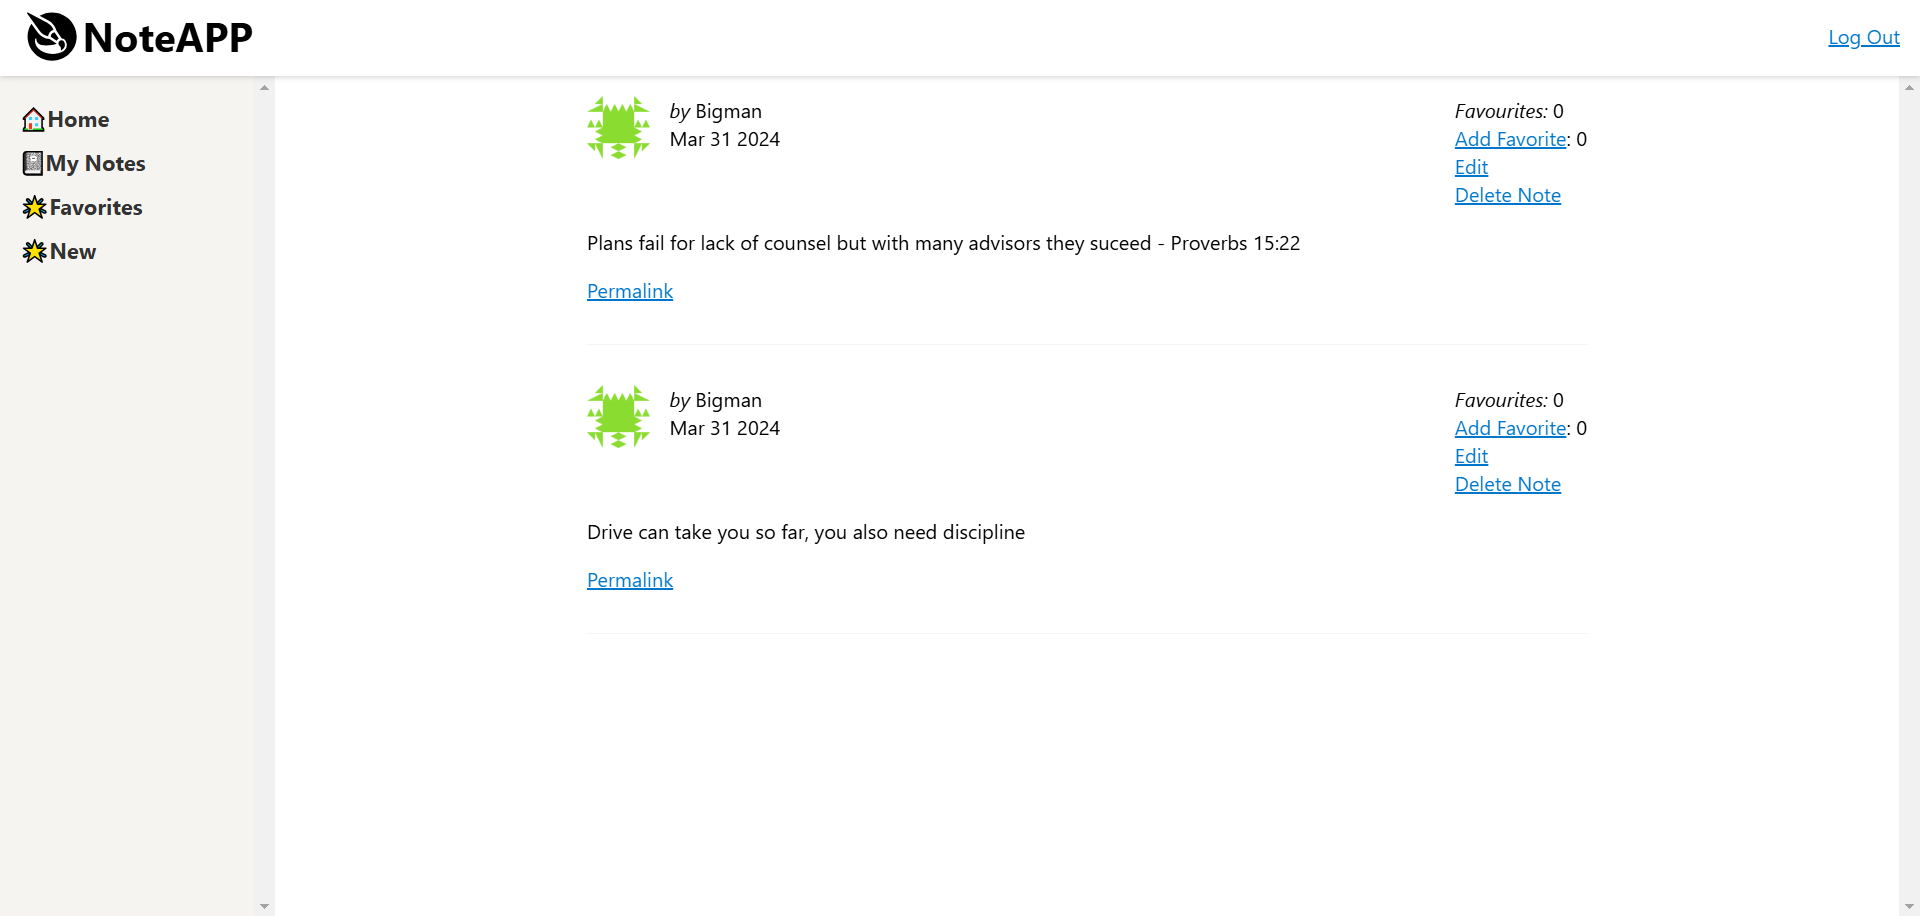 NoteAPP
Log Out
Home
My Notes
Favorites
New
by Bigman
Mar 31 2024
Favourites: 0
Add Favorite: 0
Edit
Delete Note
Plans fail for lack of counsel but with many advisors they suceed - Proverbs 15:22
Permalink
by Bigman
Mar 31 2024
Favourites: 0
Add Favorite: 0
Edit
Delete Note
Drive can take you so far, you also need discipline
Permalink